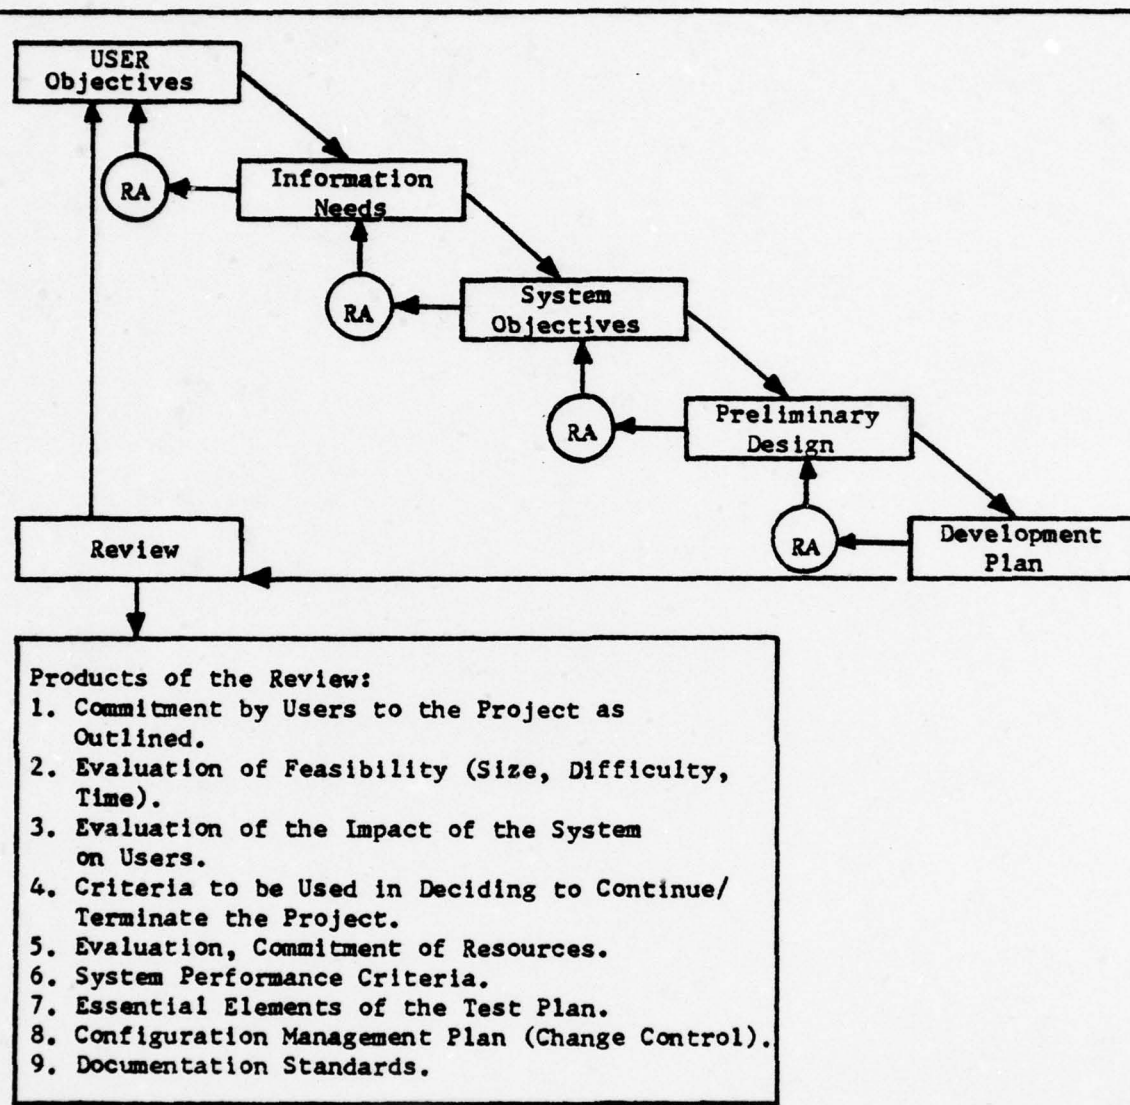 USER
Objectives
RA
Information
Needs
RA
System
Objectives
RA
Preliminary
Design
RA
Development
Plan
Review
Products of the Review:
1. Commitment by Users to the Project as
Outlined.
2. Evaluation of Feasibility (Size, Difficulty,
Time).
3. Evaluation of the Impact of the System
on Users.
4. Criteria to be Used in Deciding to Continue/
Terminate the Project.
5. Evaluation, Commitment of Resources.
6. System Performance Criteria.
7. Essential Elements of the Test Plan.
8. Configuration Management Plan (Change Control).
9. Documentation Standards.